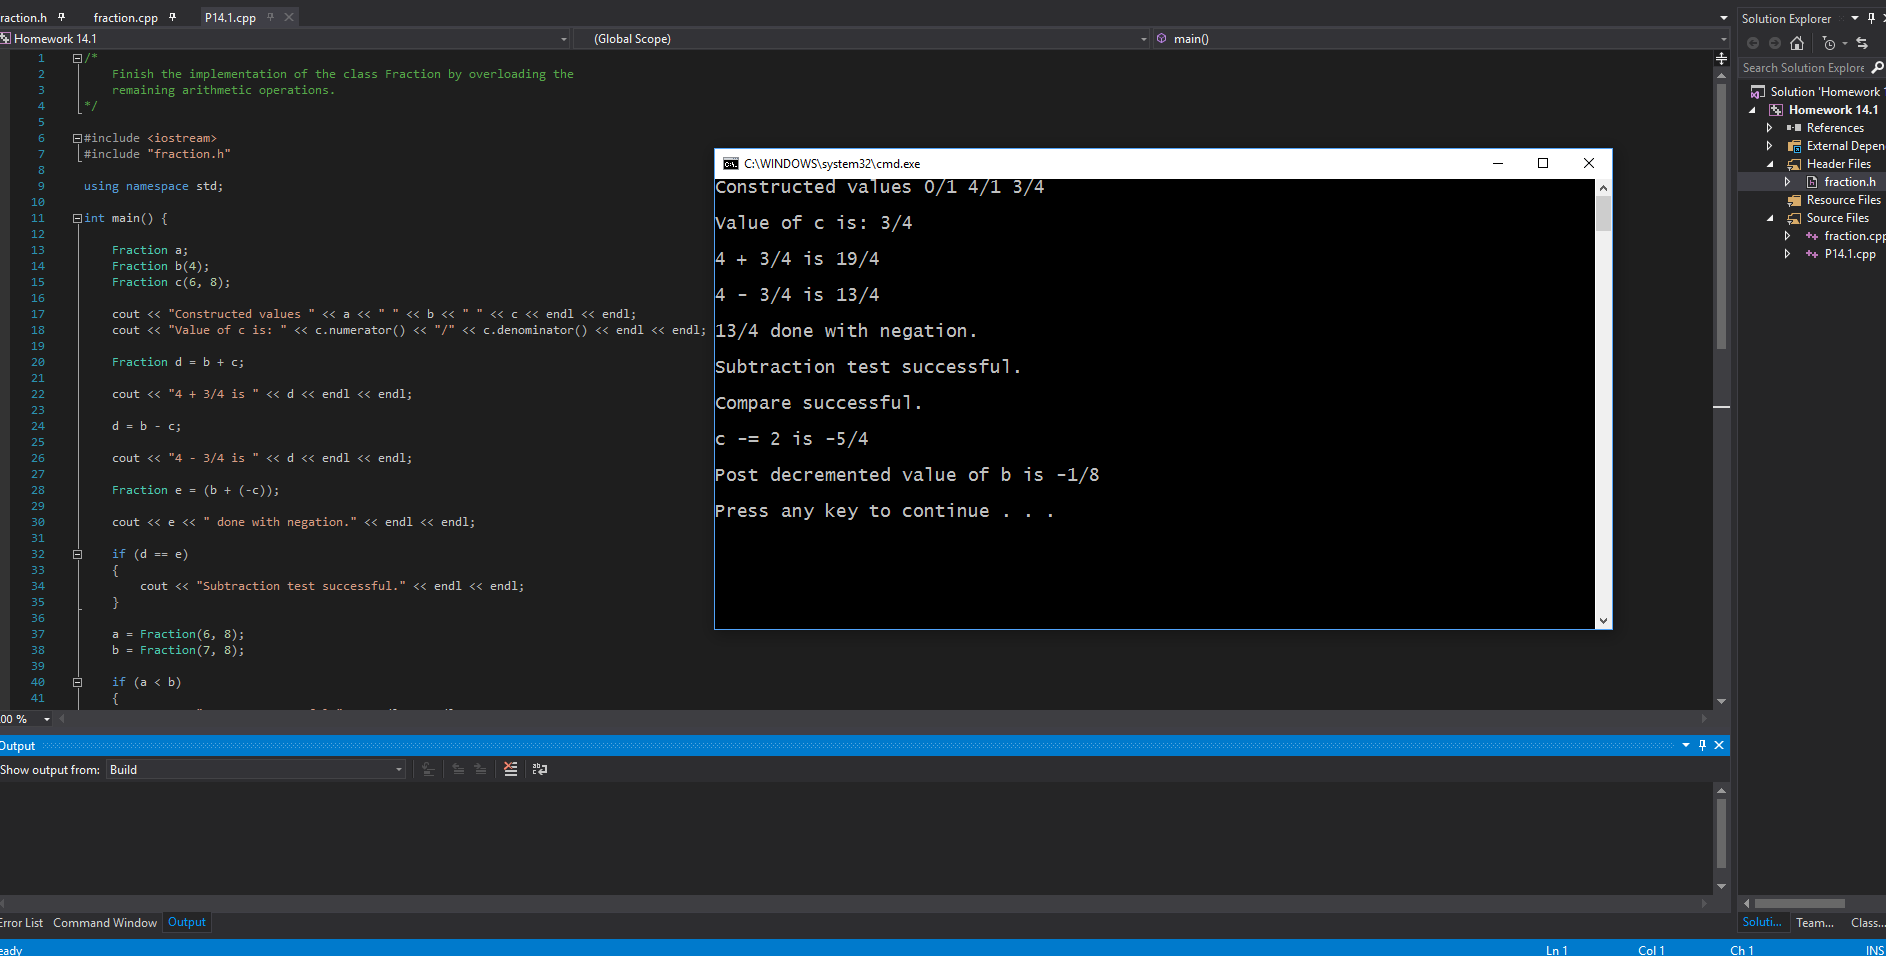 raction.h fraction.cpp P14.1.cpp
Homework 14.1 (Global Scope) main()
1 /*
2 Finish the implementation of the class Fraction by overloading the
3 remaining arithmetic operations.
4 */
5
6 #include <iostream>
7 #include "fraction.h"
8
9 using namespace std;
10
11 int main() {
12
13 Fraction a;
14 Fraction b(4);
15 Fraction c(6, 8);
16
17 cout << "Constructed values " << a << " " << b << " " << c << endl << endl;
18 cout << "Value of c is: " << c.numerator() << "/" << c.denominator() << endl << endl;
19
20 Fraction d = b + c;
21
22 cout << "4 + 3/4 is " << d << endl << endl;
23
24 d = b - c;
25
26 cout << "4 - 3/4 is " << d << endl << endl;
27
28 Fraction e = (b + (-c));
29
30 cout << e << " done with negation." << endl << endl;
31
32 if (d == e)
33 {
34 cout << "Subtraction test successful." << endl << endl;
35 }
36
37 a = Fraction(6, 8);
38 b = Fraction(7, 8);
39
40 if (a < b)
41 {
00 %
C:\WINDOWS\system32\cmd.exe
Constructed values 0/1 4/1 3/4
Value of c is: 3/4
4 + 3/4 is 19/4
4 - 3/4 is 13/4
13/4 done with negation.
Subtraction test successful.
Compare successful.
c -= 2 is -5/4
Post decremented value of b is -1/8
Press any key to continue . . .
Solution Explorer
Search Solution Explore
Solution 'Homework 1
Homework 14.1
References
External Depen
Header Files
fraction.h
Resource Files
Source Files
fraction.cpp
P14.1.cpp
Soluti... Team... Class...
Output
Show output from: Build
Error List Command Window Output
eady Ln 1 Col 1 Ch 1 INS